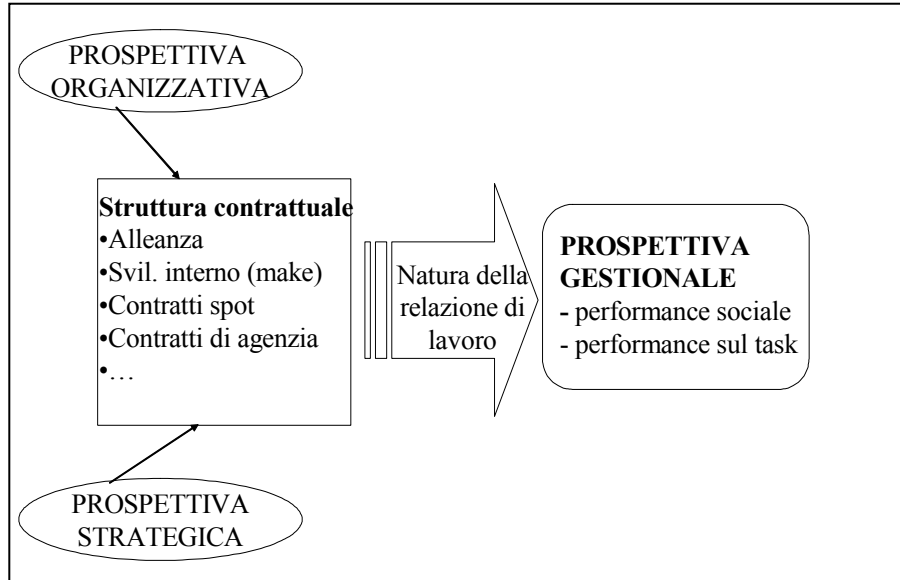 PROSPETTIVA
ORGANIZZATIVA
Struttura contrattuale
•Alleanza
•Svil. interno (make)
•Contratti spot
•Contratti di agenzia
•…
Natura della
relazione di
lavoro
PROSPETTIVA
GESTIONALE
- performance sociale
- performance sul task
PROSPETTIVA
STRATEGICA